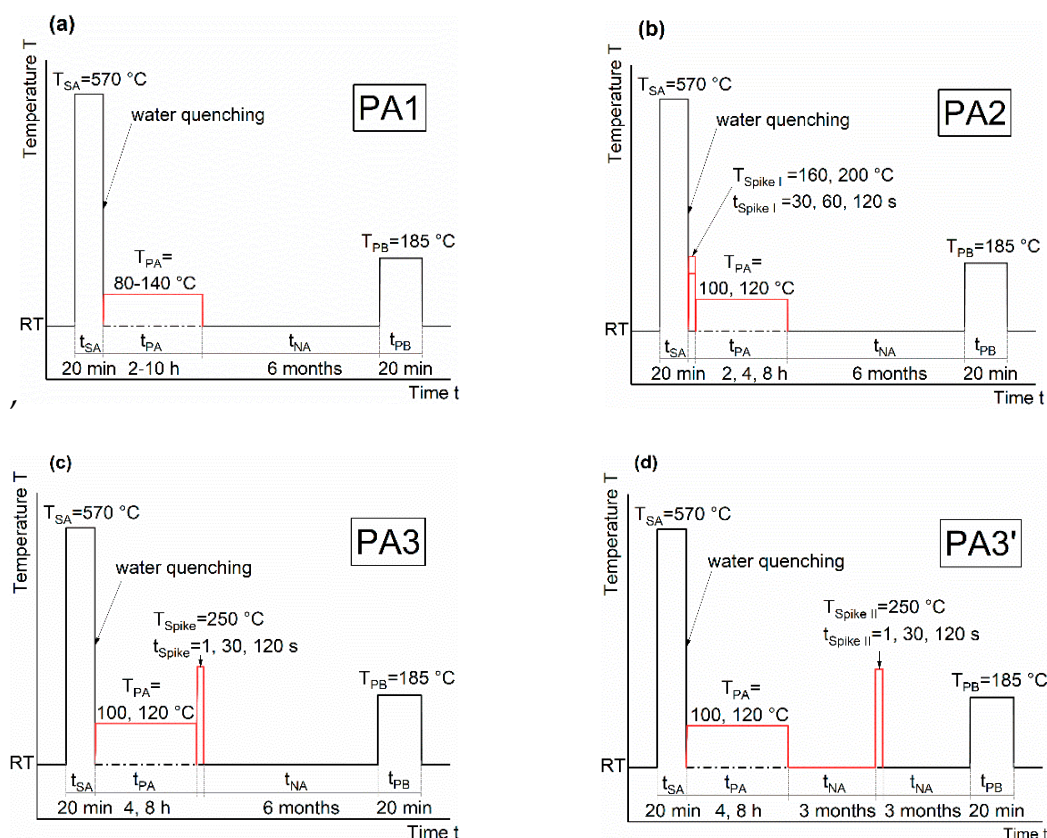 (a)
Temperature T
T_SA=570 °C
water quenching
PA1
T_PA=
80-140 °C
T_PB=185 °C
RT
t_SA t_PA t_NA t_PB
20 min 2-10 h 6 months 20 min
Time t
,
(b)
Temperature T
T_SA=570 °C
water quenching
PA2
T_Spike I=160, 200 °C
t_Spike I=30, 60, 120 s
T_PA=
100, 120 °C
T_PB=185 °C
RT
t_SA t_PA t_NA t_PB
20 min 2, 4, 8 h 6 months 20 min
Time t
(c)
Temperature T
T_SA=570 °C
water quenching
PA3
T_Spike=250 °C
t_Spike=1, 30, 120 s
T_PA=
100, 120 °C
T_PB=185 °C
RT
t_SA t_PA t_NA t_PB
20 min 4, 8 h 6 months 20 min
Time t
(d)
Temperature T
T_SA=570 °C
water quenching
PA3'
T_Spike II=250 °C
t_Spike II=1, 30, 120 s
T_PA=
100, 120 °C
T_PB=185 °C
RT
t_SA t_PA t_NA t_NA t_PB
20 min 4, 8 h 3 months 3 months 20 min
Time t